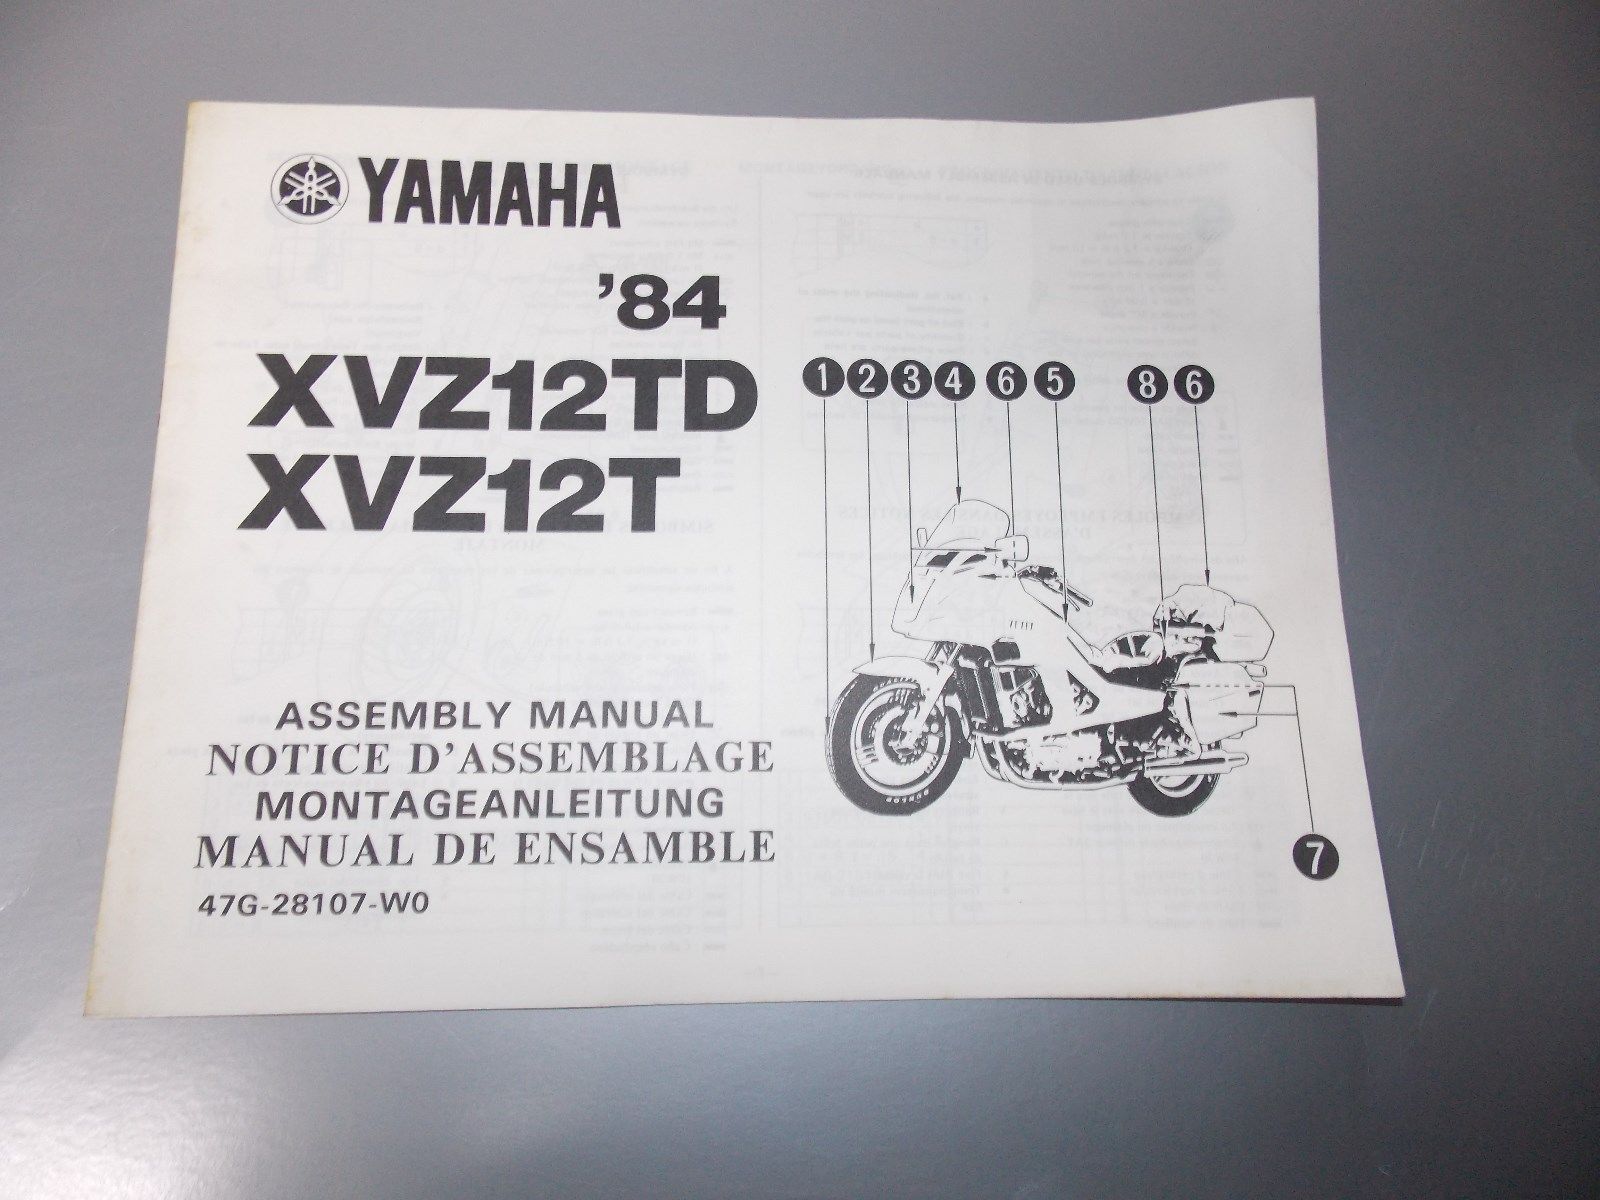 YAMAHA
'84
XVZ12TD
XVZ12T
1 2 3 4 6 5 8 6
7
DUNLOP
ASSEMBLY MANUAL
NOTICE D'ASSEMBLAGE
MONTAGEANLEITUNG
MANUAL DE ENSAMBLE
47G-28107-W0